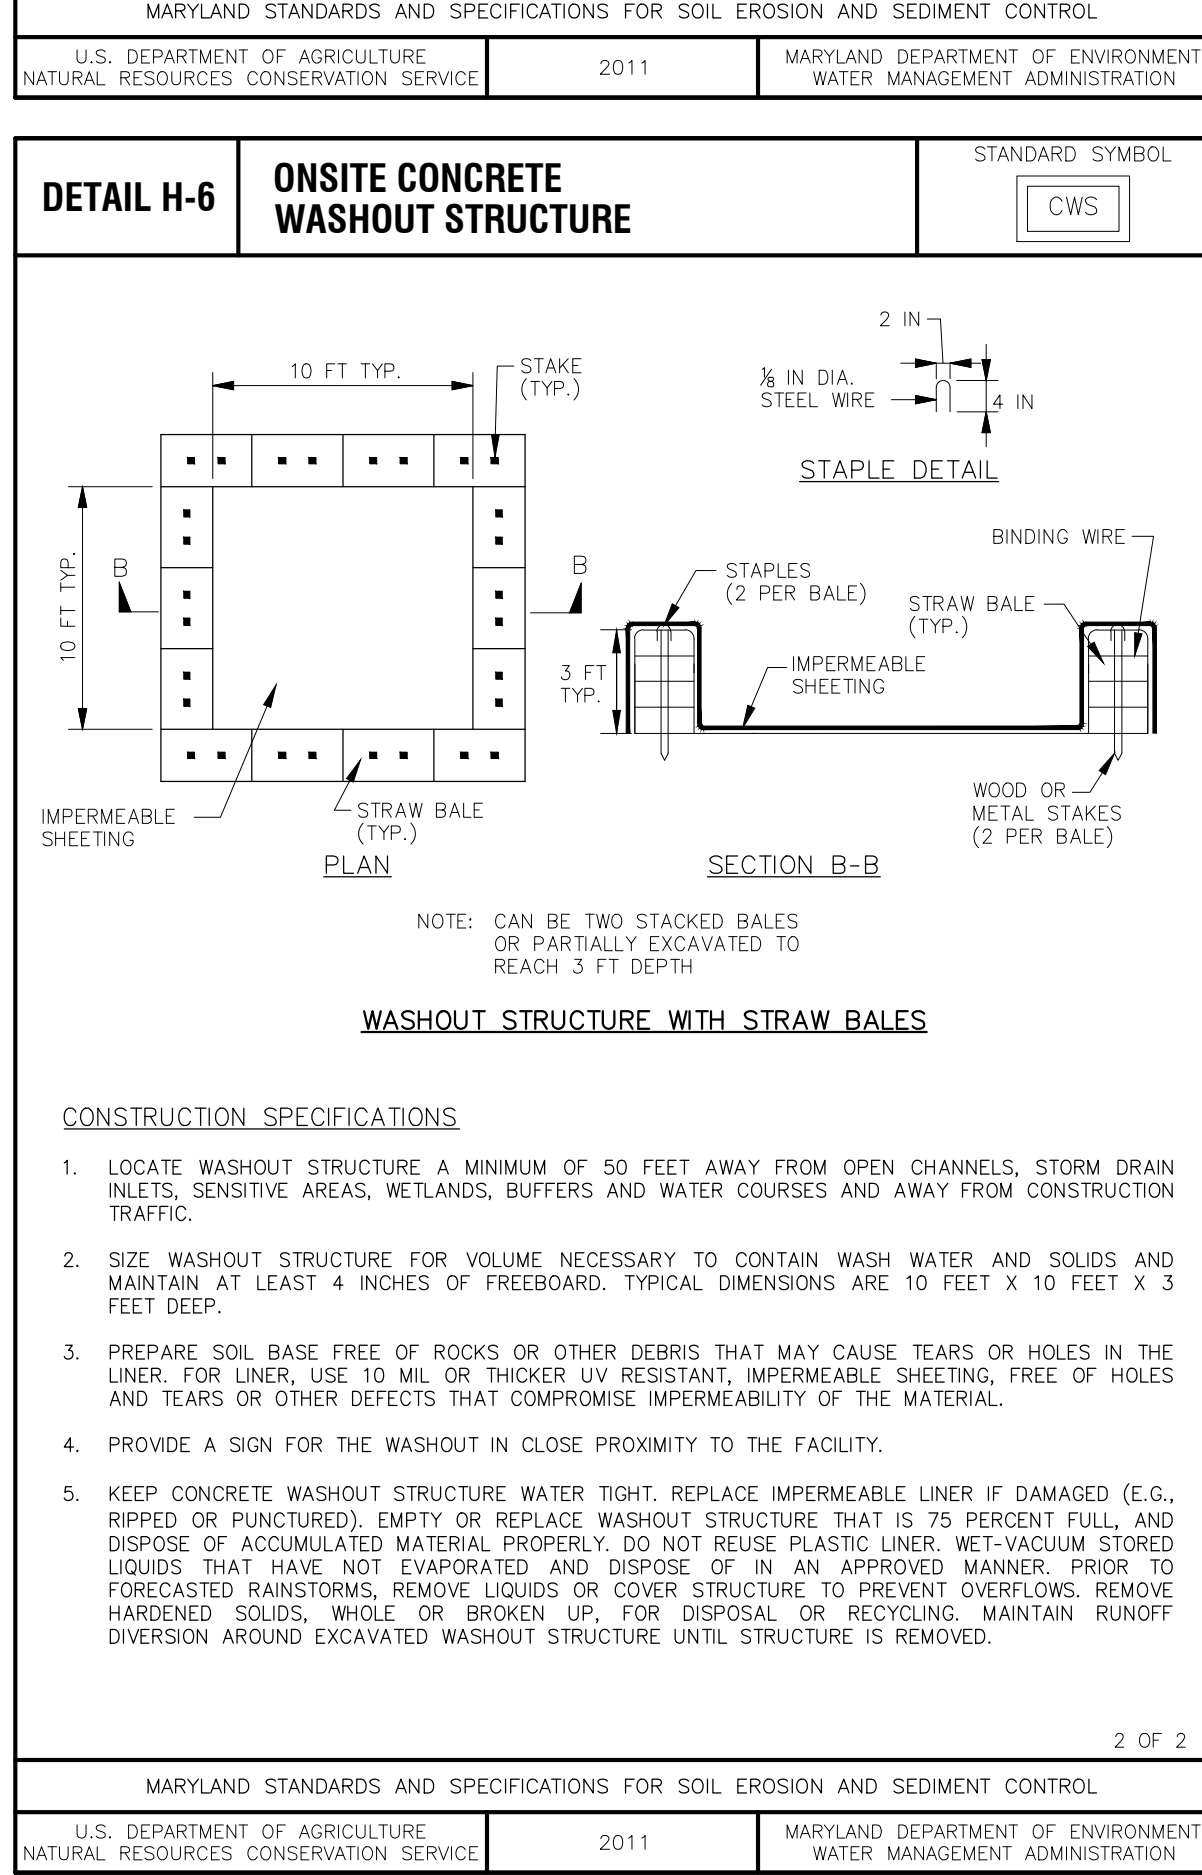 MARYLAND STANDARDS AND SPECIFICATIONS FOR SOIL EROSION AND SEDIMENT CONTROL
U.S. DEPARTMENT OF AGRICULTURE
NATURAL RESOURCES CONSERVATION SERVICE
2011
MARYLAND DEPARTMENT OF ENVIRONMENT
WATER MANAGEMENT ADMINISTRATION
DETAIL H-6
ONSITE CONCRETE
WASHOUT STRUCTURE
STANDARD SYMBOL
CWS
10 FT TYP.
STAKE
(TYP.)
10 FT TYP.
B
B
IMPERMEABLE
SHEETING
STRAW BALE
(TYP.)
PLAN
2 IN
⅛ IN DIA.
STEEL WIRE
4 IN
STAPLE DETAIL
BINDING WIRE
STAPLES
(2 PER BALE)
STRAW BALE
(TYP.)
3 FT
TYP.
IMPERMEABLE
SHEETING
WOOD OR
METAL STAKES
(2 PER BALE)
SECTION B-B
NOTE: CAN BE TWO STACKED BALES
OR PARTIALLY EXCAVATED TO
REACH 3 FT DEPTH
WASHOUT STRUCTURE WITH STRAW BALES
CONSTRUCTION SPECIFICATIONS
1. LOCATE WASHOUT STRUCTURE A MINIMUM OF 50 FEET AWAY FROM OPEN CHANNELS, STORM DRAIN
INLETS, SENSITIVE AREAS, WETLANDS, BUFFERS AND WATER COURSES AND AWAY FROM CONSTRUCTION
TRAFFIC.
2. SIZE WASHOUT STRUCTURE FOR VOLUME NECESSARY TO CONTAIN WASH WATER AND SOLIDS AND
MAINTAIN AT LEAST 4 INCHES OF FREEBOARD. TYPICAL DIMENSIONS ARE 10 FEET X 10 FEET X 3
FEET DEEP.
3. PREPARE SOIL BASE FREE OF ROCKS OR OTHER DEBRIS THAT MAY CAUSE TEARS OR HOLES IN THE
LINER. FOR LINER, USE 10 MIL OR THICKER UV RESISTANT, IMPERMEABLE SHEETING, FREE OF HOLES
AND TEARS OR OTHER DEFECTS THAT COMPROMISE IMPERMEABILITY OF THE MATERIAL.
4. PROVIDE A SIGN FOR THE WASHOUT IN CLOSE PROXIMITY TO THE FACILITY.
5. KEEP CONCRETE WASHOUT STRUCTURE WATER TIGHT. REPLACE IMPERMEABLE LINER IF DAMAGED (E.G.,
RIPPED OR PUNCTURED). EMPTY OR REPLACE WASHOUT STRUCTURE THAT IS 75 PERCENT FULL, AND
DISPOSE OF ACCUMULATED MATERIAL PROPERLY. DO NOT REUSE PLASTIC LINER. WET-VACUUM STORED
LIQUIDS THAT HAVE NOT EVAPORATED AND DISPOSE OF IN AN APPROVED MANNER. PRIOR TO
FORECASTED RAINSTORMS, REMOVE LIQUIDS OR COVER STRUCTURE TO PREVENT OVERFLOWS. REMOVE
HARDENED SOLIDS, WHOLE OR BROKEN UP, FOR DISPOSAL OR RECYCLING. MAINTAIN RUNOFF
DIVERSION AROUND EXCAVATED WASHOUT STRUCTURE UNTIL STRUCTURE IS REMOVED.
2 OF 2
MARYLAND STANDARDS AND SPECIFICATIONS FOR SOIL EROSION AND SEDIMENT CONTROL
U.S. DEPARTMENT OF AGRICULTURE
NATURAL RESOURCES CONSERVATION SERVICE
2011
MARYLAND DEPARTMENT OF ENVIRONMENT
WATER MANAGEMENT ADMINISTRATION